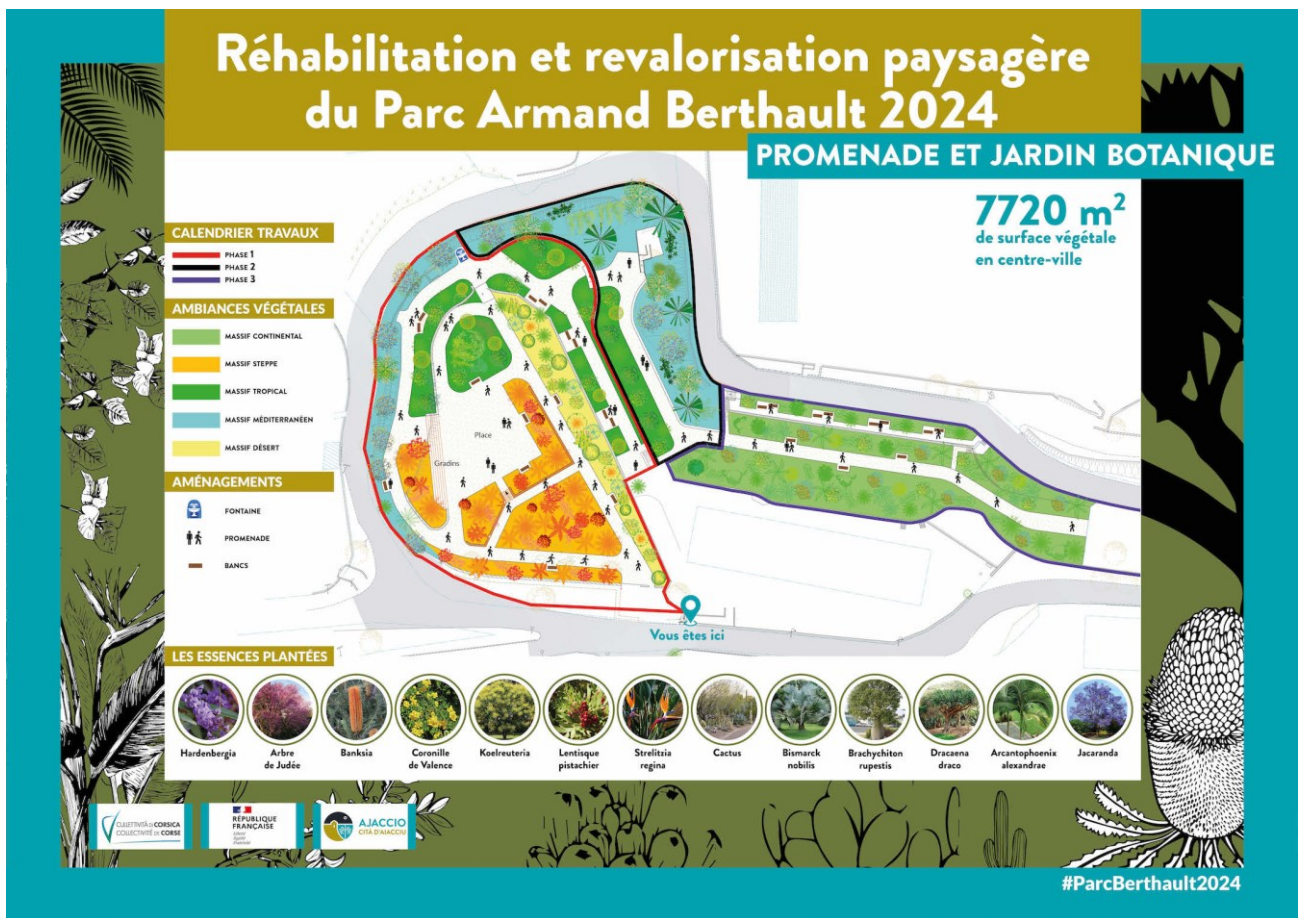 Réhabilitation et revalorisation paysagère
du Parc Armand Berthault 2024
PROMENADE ET JARDIN BOTANIQUE
7720 m²
de surface végétale
en centre-ville
CALENDRIER TRAVAUX
PHASE 1
PHASE 2
PHASE 3
AMBIANCES VÉGÉTALES
MASSIF CONTINENTAL
MASSIF STEPPE
MASSIF TROPICAL
MASSIF MÉDITERRANÉEN
MASSIF DÉSERT
AMÉNAGEMENTS
FONTAINE
PROMENADE
BANCS
Place
Gradins
Vous êtes ici
LES ESSENCES PLANTÉES
Hardenbergia
Arbre
de Judée
Banksia
Coronille
de Valence
Koelreuteria
Lentisque
pistachier
Strelitzia
regina
Cactus
Bismarck
nobilis
Brachychiton
rupestis
Dracaena
draco
Arcantophoenix
alexandrae
Jacaranda
CULLETTIVITÀ DI CORSICA
COLLECTIVITÉ DE CORSE
RÉPUBLIQUE
FRANÇAISE
Liberté
Égalité
Fraternité
AJACCIO
CITÀ D'AIACCIU
#ParcBerthault2024